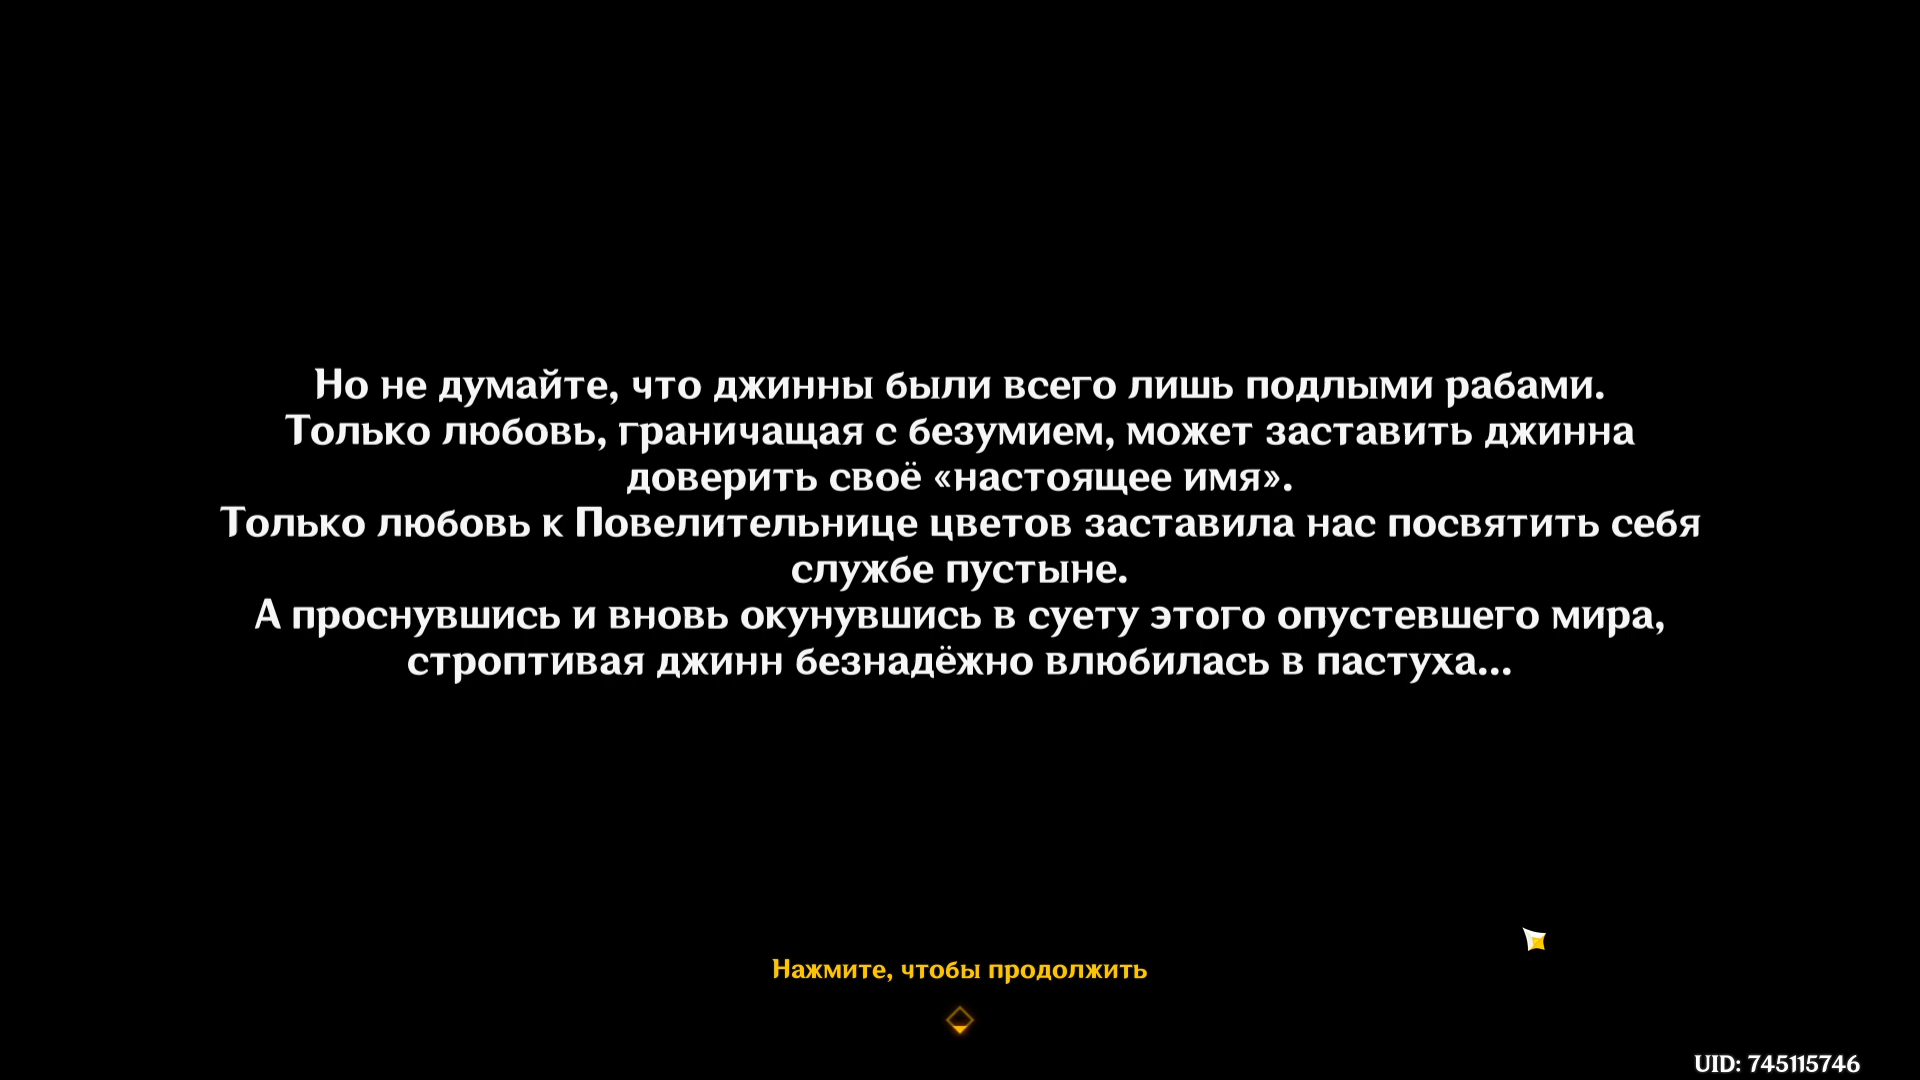 Но не думайте, что джинны были всего лишь подлыми рабами.
Только любовь, граничащая с безумием, может заставить джинна
доверить своё «настоящее имя».
Только любовь к Повелительнице цветов заставила нас посвятить себя
службе пустыне.
А проснувшись и вновь окунувшись в суету этого опустевшего мира,
строптивая джинн безнадёжно влюбилась в пастуха...
Нажмите, чтобы продолжить
UID: 745115746